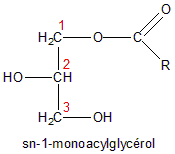 O
1
H₂C
O
C
2
HO
CH
R
3
H₂C
OH
sn-1-monoacylglycérol